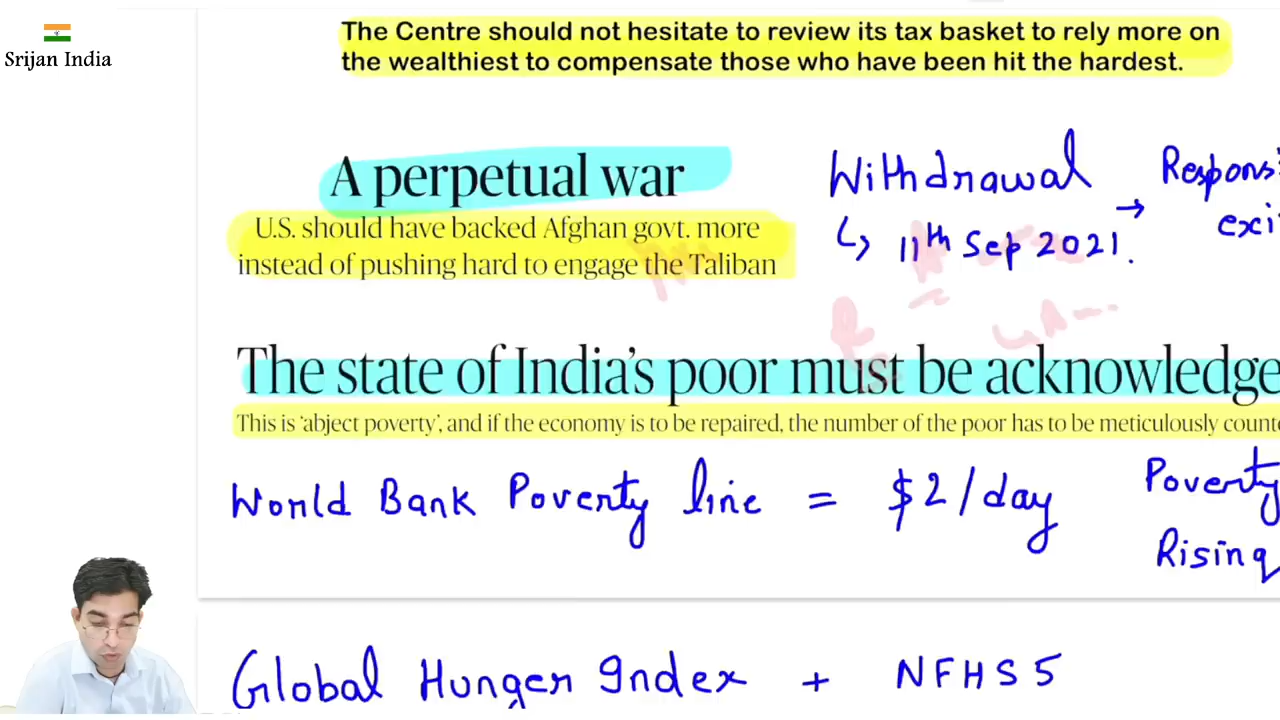 Srijan India
The Centre should not hesitate to review its tax basket to rely more on
the wealthiest to compensate those who have been hit the hardest.
A perpetual war
U.S. should have backed Afghan govt. more
instead of pushing hard to engage the Taliban
Withdrawal
↳ 11th Sep 2021. →
The state of India's poor must be acknowledge
This is 'abject poverty', and if the economy is to be repaired, the number of the poor has to be meticulously
World Bank Poverty line = $2/day
Poverty
Rising
Global Hunger Index + NFHS5